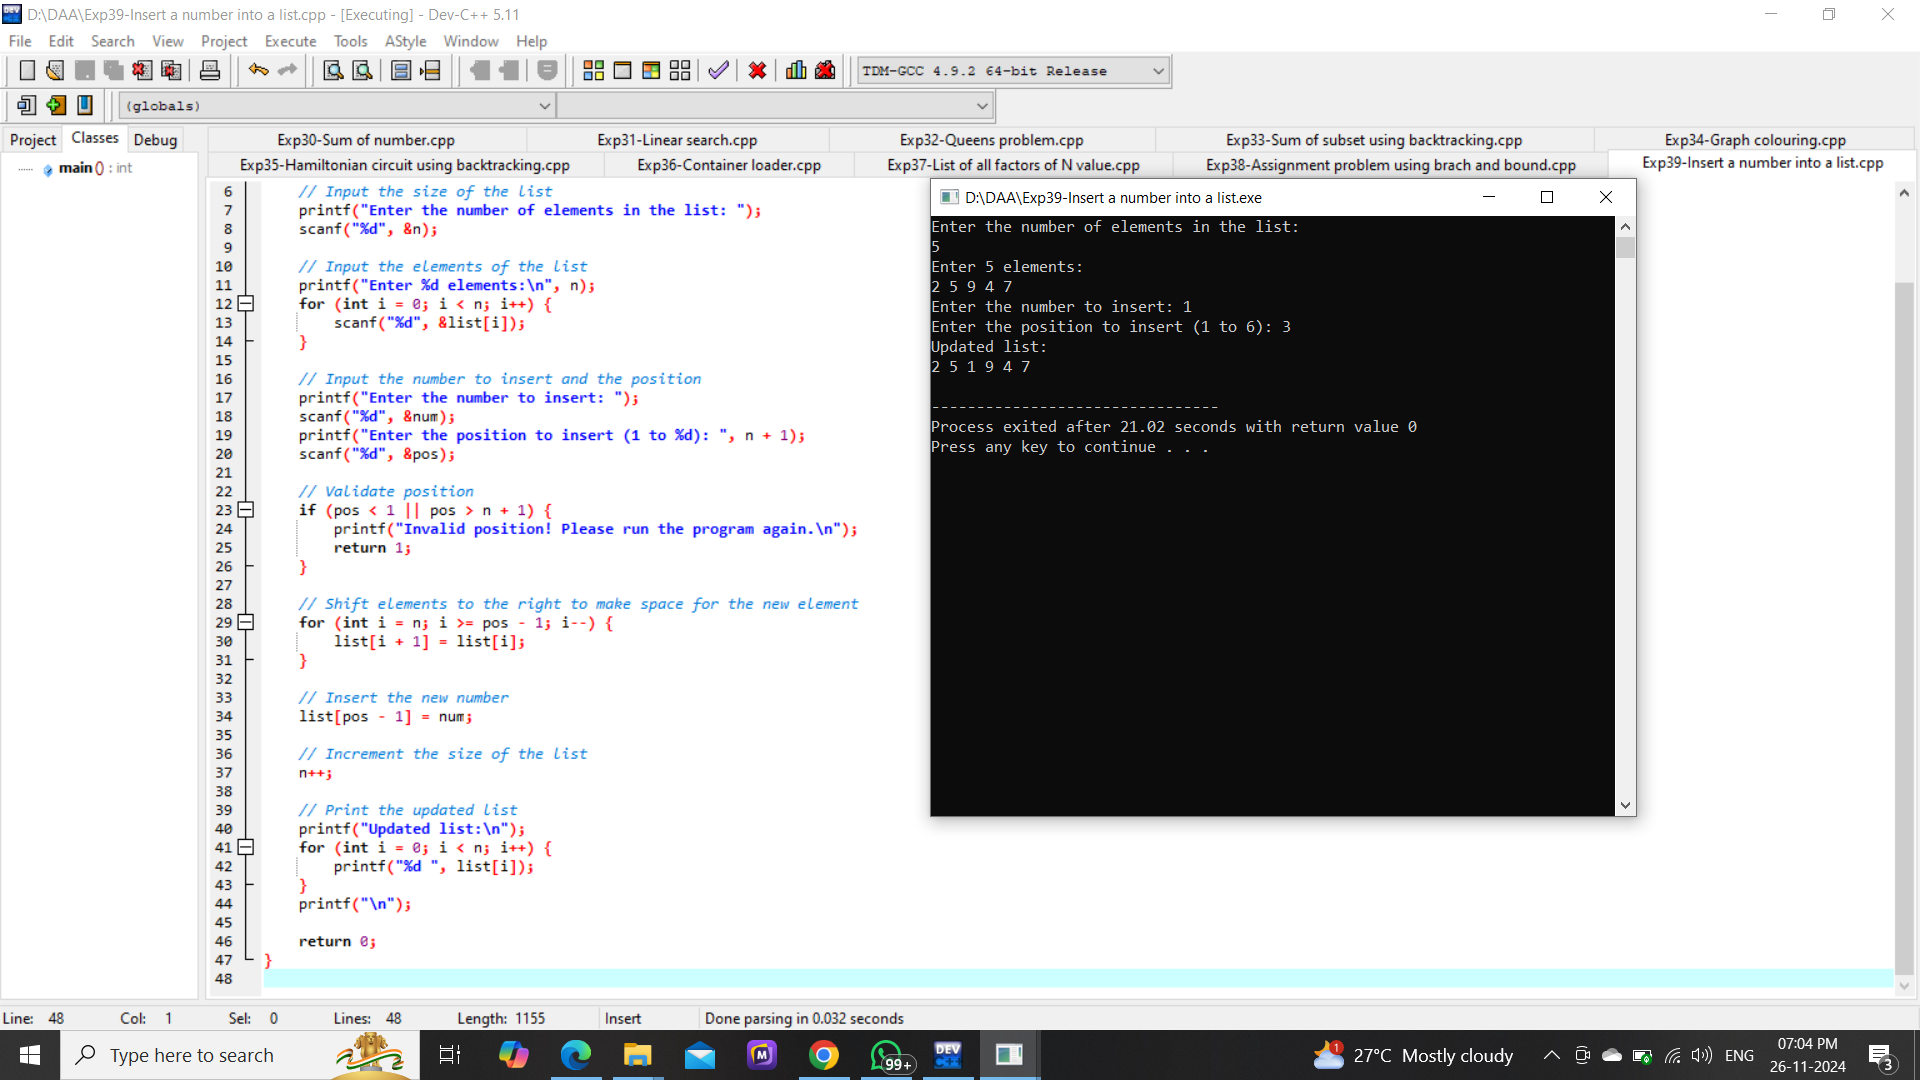 D:\DAA\Exp39-Insert a number into a list.cpp - [Executing] - Dev-C++ 5.11
File Edit Search View Project Execute Tools AStyle Window Help
TDM-GCC 4.9.2 64-bit Release
(globals)
Project Classes Debug
main () : int
Exp30-Sum of number.cpp Exp31-Linear search.cpp Exp32-Queens problem.cpp Exp33-Sum of subset using backtracking.cpp Exp34-Graph colouring.cpp
Exp35-Hamiltonian circuit using backtracking.cpp Exp36-Container loader.cpp Exp37-List of all factors of N value.cpp Exp38-Assignment problem using brach and bound.cpp Exp39-Insert a number into a list.cpp
6 // Input the size of the list
7 printf("Enter the number of elements in the list: ");
8 scanf("%d", &n);
9
10 // Input the elements of the list
11 printf("Enter %d elements:\n", n);
12 for (int i = 0; i < n; i++) {
13 scanf("%d", &list[i]);
14 }
15
16 // Input the number to insert and the position
17 printf("Enter the number to insert: ");
18 scanf("%d", &num);
19 printf("Enter the position to insert (1 to %d): ", n + 1);
20 scanf("%d", &pos);
21
22 // Validate position
23 if (pos < 1 || pos > n + 1) {
24 printf("Invalid position! Please run the program again.\n");
25 return 1;
26 }
27
28 // Shift elements to the right to make space for the new element
29 for (int i = n; i >= pos - 1; i--) {
30 list[i + 1] = list[i];
31 }
32
33 // Insert the new number
34 list[pos - 1] = num;
35
36 // Increment the size of the list
37 n++;
38
39 // Print the updated list
40 printf("Updated list:\n");
41 for (int i = 0; i < n; i++) {
42 printf("%d ", list[i]);
43 }
44 printf("\n");
45
46 return 0;
47 }
48
D:\DAA\Exp39-Insert a number into a list.exe
Enter the number of elements in the list:
5
Enter 5 elements:
2 5 9 4 7
Enter the number to insert: 1
Enter the position to insert (1 to 6): 3
Updated list:
2 5 1 9 4 7
--------------------------------
Process exited after 21.02 seconds with return value 0
Press any key to continue . . .
Line: 48 Col: 1 Sel: 0 Lines: 48 Length: 1155 Insert Done parsing in 0.032 seconds
Type here to search
99+
DEV
27°C Mostly cloudy
ENG
07:04 PM
26-11-2024
3